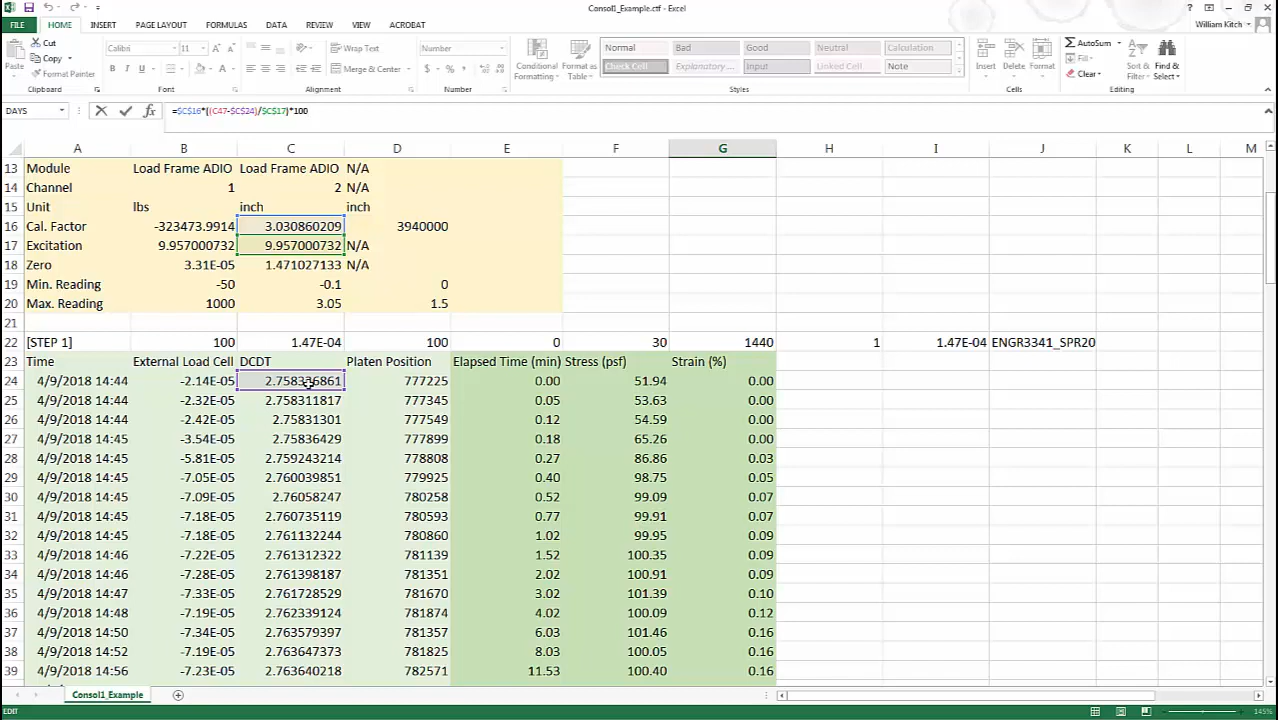 Consol1_Example.ctf - Excel
FILE HOME INSERT PAGE LAYOUT FORMULAS DATA REVIEW VIEW ACROBAT William Kitch
Cut Calibri 11 Wrap Text Number Normal Bad Good Neutral Calculation AutoSum
Copy Fill
Paste Format Painter Merge & Center Conditional Formatting Format as Table Check Cell Explanatory... Input Linked Cell Note Insert Delete Format Clear Sort & Filter Find & Select
Clipboard Font Alignment Number Styles Cells Editing
DAYS =$C$16*((C47-$C$24)/$C$17)*100
A B C D E F G H I J K L M
13 Module Load Frame ADIO Load Frame ADIO N/A
14 Channel 1 2 N/A
15 Unit lbs inch inch
16 Cal. Factor -323473.9914 3.030860209 3940000
17 Excitation 9.957000732 9.957000732 N/A
18 Zero 3.31E-05 1.471027133 N/A
19 Min. Reading -50 -0.1 0
20 Max. Reading 1000 3.05 1.5
21
22 [STEP 1] 100 1.47E-04 100 0 30 1440 1 1.47E-04 ENGR3341_SPR20
23 Time External Load Cell DCDT Platen Position Elapsed Time (min) Stress (psf) Strain (%)
24 4/9/2018 14:44 -2.14E-05 2.758336861 777225 0.00 51.94 0.00
25 4/9/2018 14:44 -2.32E-05 2.758311817 777345 0.05 53.63 0.00
26 4/9/2018 14:44 -2.42E-05 2.75831301 777549 0.12 54.59 0.00
27 4/9/2018 14:45 -3.54E-05 2.75836429 777899 0.18 65.26 0.00
28 4/9/2018 14:45 -5.81E-05 2.759243214 778808 0.27 86.86 0.03
29 4/9/2018 14:45 -7.05E-05 2.760039851 779925 0.40 98.75 0.05
30 4/9/2018 14:45 -7.09E-05 2.76058247 780258 0.52 99.09 0.07
31 4/9/2018 14:45 -7.18E-05 2.760735119 780593 0.77 99.91 0.07
32 4/9/2018 14:45 -7.18E-05 2.761132244 780860 1.02 99.95 0.09
33 4/9/2018 14:46 -7.22E-05 2.761312322 781139 1.52 100.35 0.09
34 4/9/2018 14:46 -7.28E-05 2.761398187 781351 2.02 100.91 0.09
35 4/9/2018 14:47 -7.33E-05 2.761728529 781670 3.02 101.39 0.10
36 4/9/2018 14:48 -7.19E-05 2.762339124 781874 4.02 100.09 0.12
37 4/9/2018 14:50 -7.34E-05 2.763579397 781357 6.03 101.46 0.16
38 4/9/2018 14:52 -7.19E-05 2.763647373 781825 8.03 100.05 0.16
39 4/9/2018 14:56 -7.23E-05 2.763640218 782571 11.53 100.40 0.16
Consol1_Example
EDIT 145%